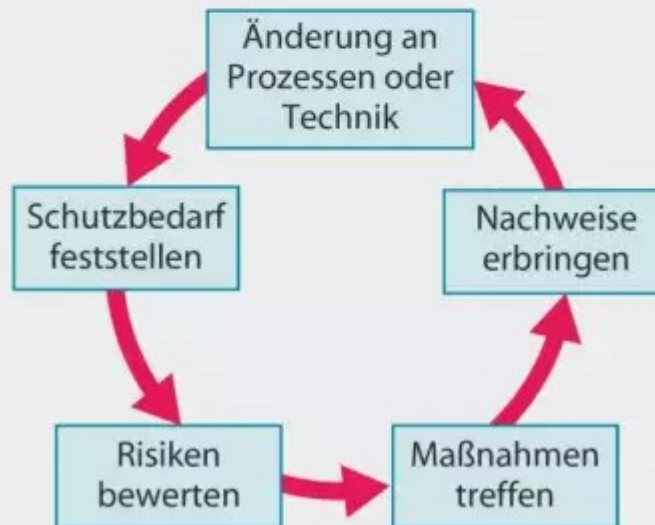 Änderung an
Prozessen oder
Technik
Schutzbedarf
feststellen
Nachweise
erbringen
Risiken
bewerten
Maßnahmen
treffen